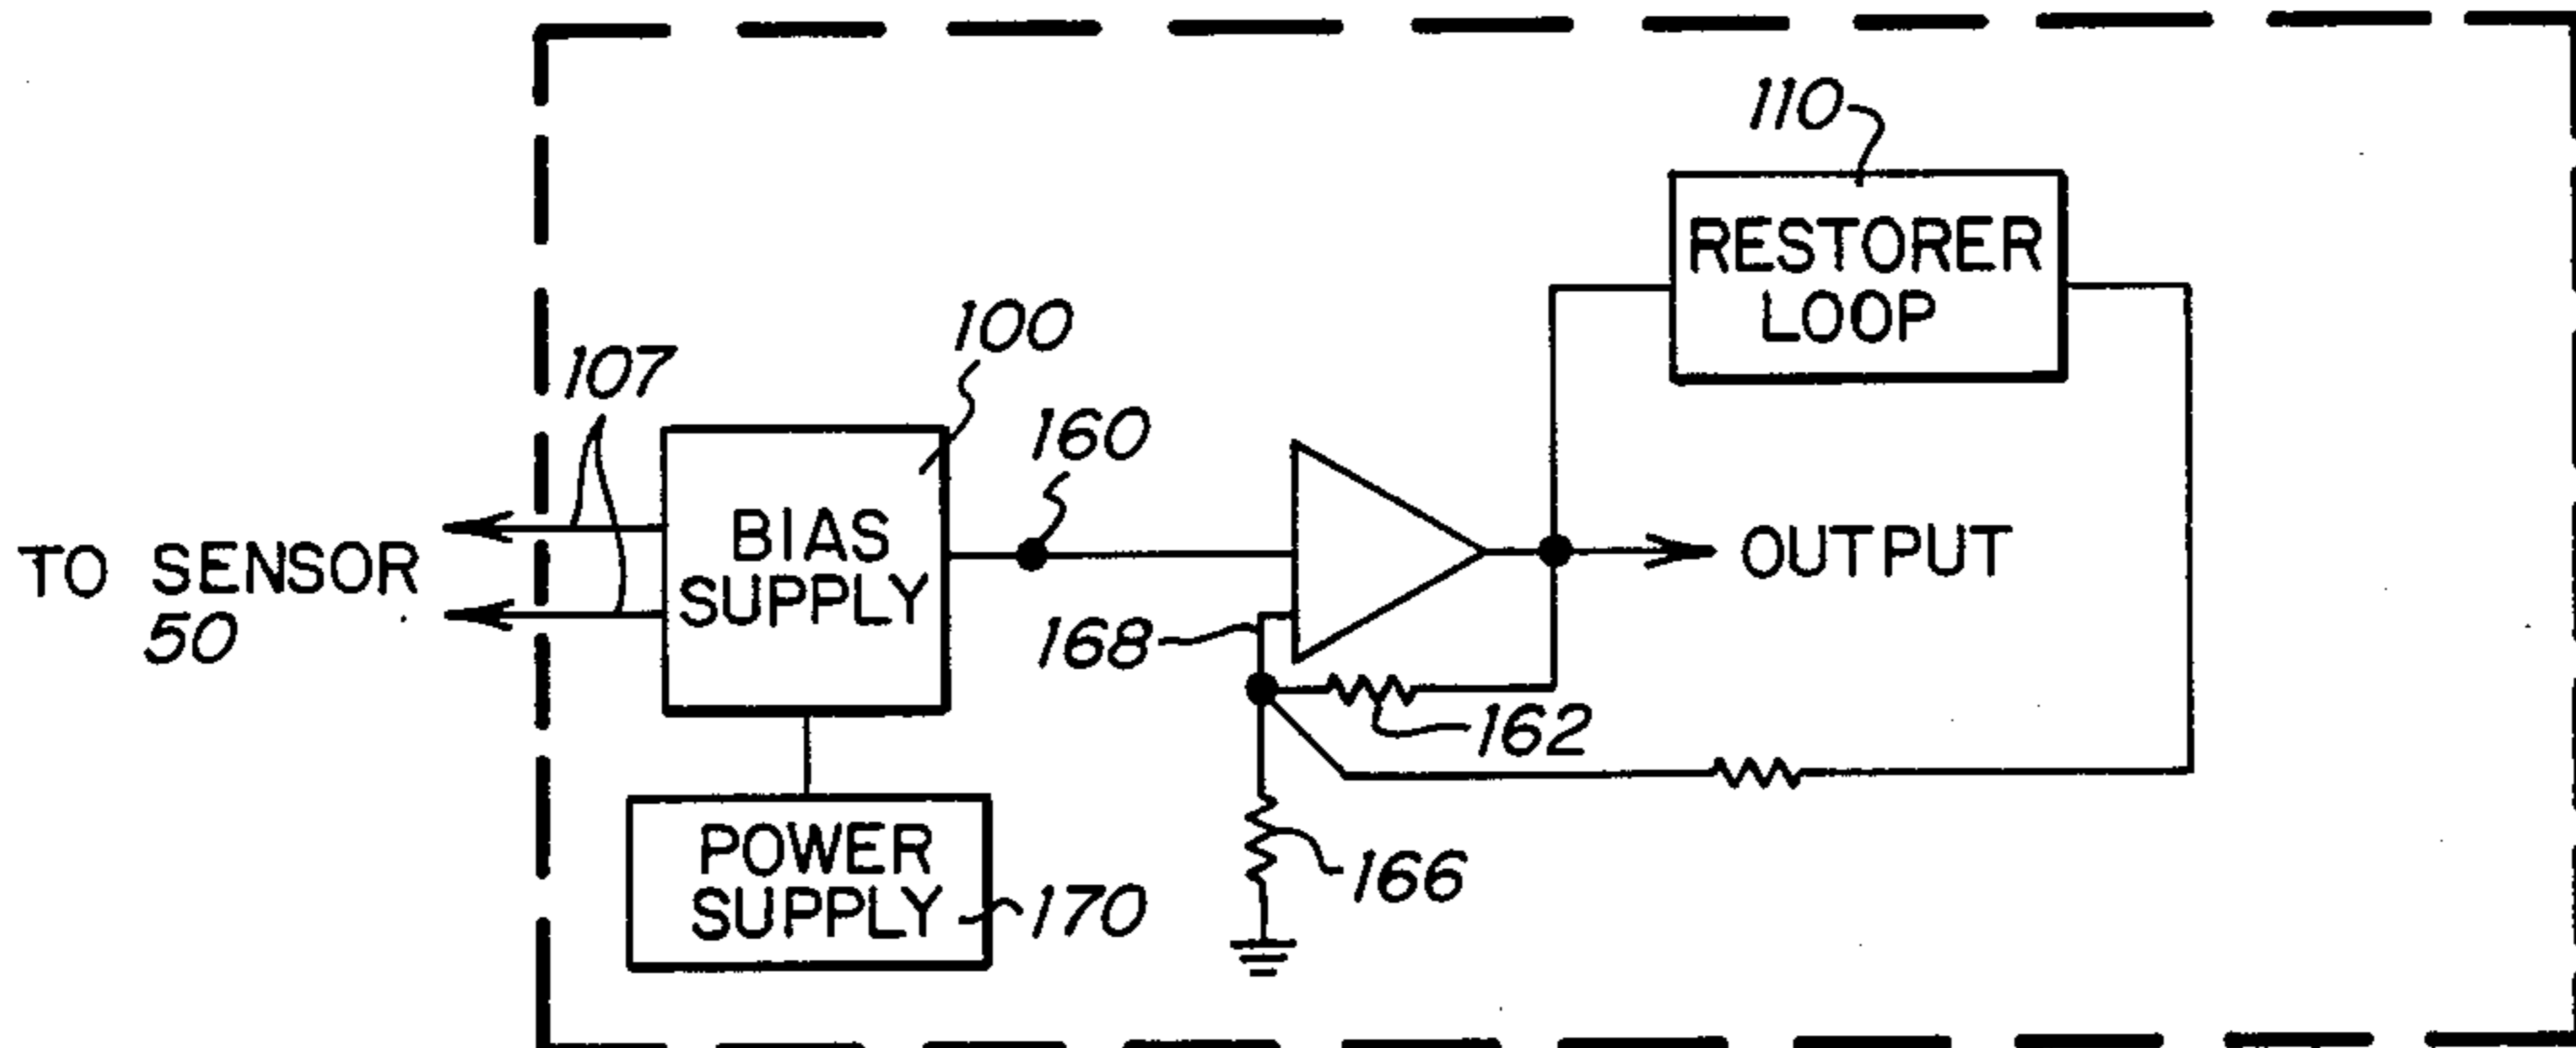 110
RESTORER
LOOP
100
107
160
BIAS
SUPPLY
TO SENSOR
50
OUTPUT
168
162
POWER
SUPPLY
166
170